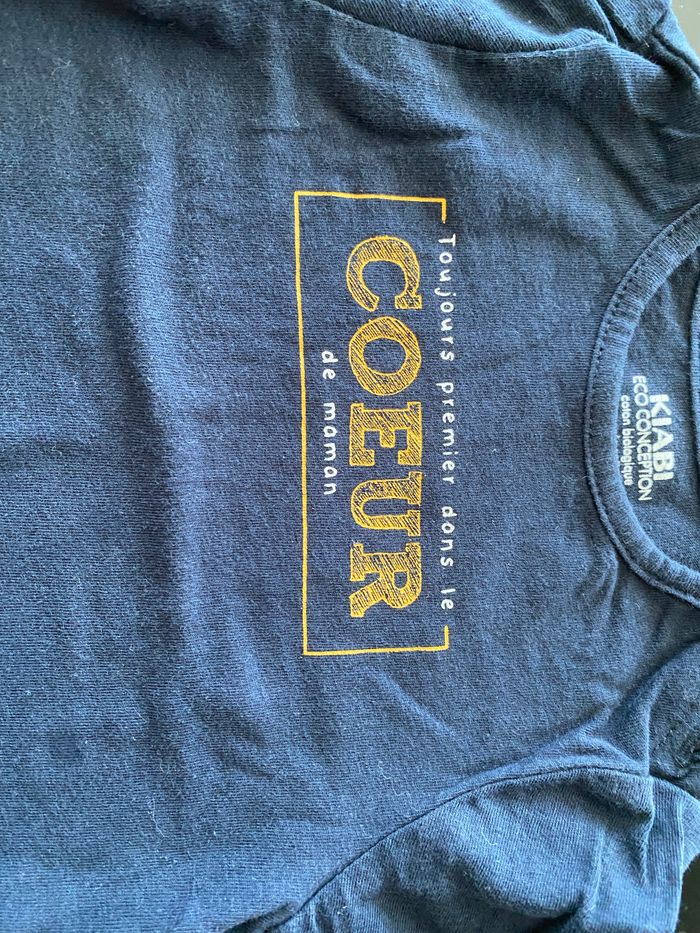 KIABI
ECO CONCEPTION
coton biologique
Toujours premier dans le
COEUR
de maman